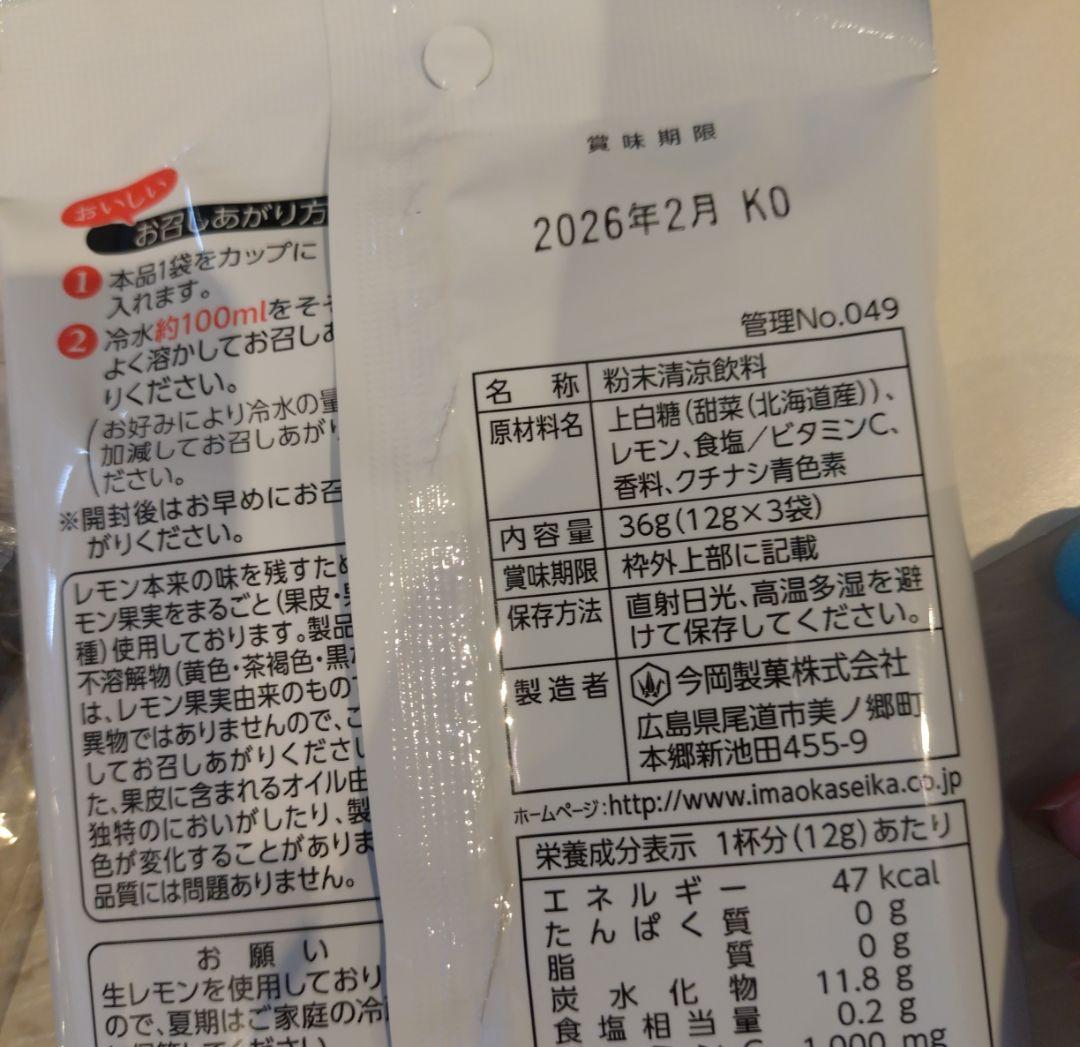 おいしい
お召しあがり方
1 本品1袋をカップに
入れます。
2 冷水約100mlをそそ
よく溶かしてお召しあ
りください。
(お好みにより冷水の量
加減してお召しあがり
ださい。
※開封後はお早めにお召
がりください。
レモン本来の味を残すため
モン果実をまるごと(果皮・果
種)使用しております。製品
不溶解物(黄色・茶褐色・黒
は、レモン果実由来のもので
異物ではありませんので、
してお召しあがりください
た、果皮に含まれるオイル由
独特のにおいがしたり、製
色が変化することがありま
品質には問題ありません。
お願い
生レモンを使用しており
ので、夏期はご家庭の冷
賞味期限
2026年2月 KO
管理No.049
名称 粉末清涼飲料
原材料名 上白糖(甜菜(北海道産))、
レモン、食塩/ビタミンC、
香料、クチナシ青色素
内容量 36g(12g×3袋)
賞味期限 枠外上部に記載
保存方法 直射日光、高温多湿を避
けて保存してください。
製造者 今岡製菓株式会社
広島県尾道市美ノ郷町
本郷新池田455-9
ホームページ:http://www.imaokaseika.co.jp
栄養成分表示 1杯分(12g)あたり
エネルギー 47 kcal
たんぱく質 0 g
脂質 0 g
炭水化物 11.8 g
食塩相当量 0.2 g
1,000 mg